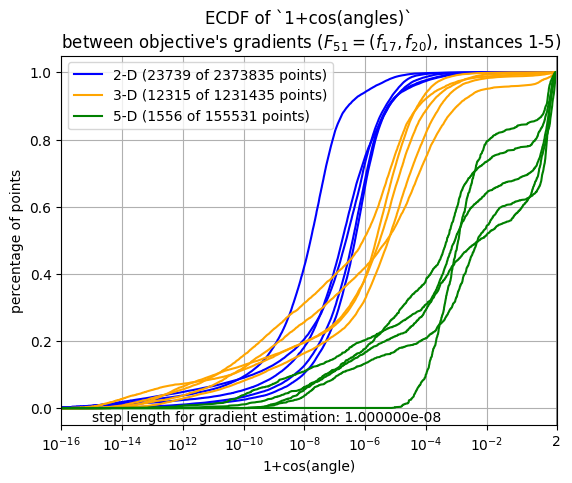 ECDF of `1+cos(angles)`
between objective's gradients (F₅₁ = (f₁₇, f₂₀), instances 1-5)
2-D (23739 of 2373835 points)
3-D (12315 of 1231435 points)
5-D (1556 of 155531 points)
percentage of points
1.0
0.8
0.6
0.4
0.2
0.0
step length for gradient estimation: 1.000000e-08
10⁻¹⁶ 10⁻¹⁴ 10⁻¹² 10⁻¹⁰ 10⁻⁸ 10⁻⁶ 10⁻⁴ 10⁻² 2
1+cos(angle)